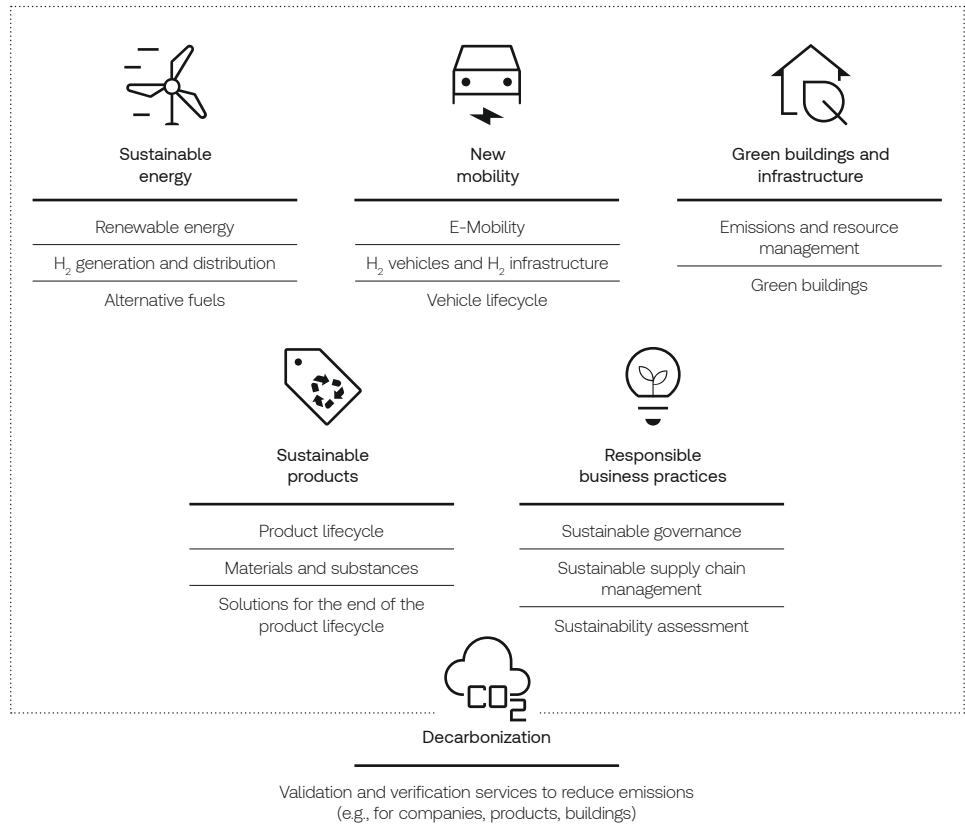 Sustainable
energy
Renewable energy
H₂ generation and distribution
Alternative fuels
New
mobility
E-Mobility
H₂ vehicles and H₂ infrastructure
Vehicle lifecycle
Green buildings and
infrastructure
Emissions and resource
management
Green buildings
Sustainable
products
Product lifecycle
Materials and substances
Solutions for the end of the
product lifecycle
Responsible
business practices
Sustainable governance
Sustainable supply chain
management
Sustainability assessment
CO2
Decarbonization
Validation and verification services to reduce emissions
(e.g., for companies, products, buildings)